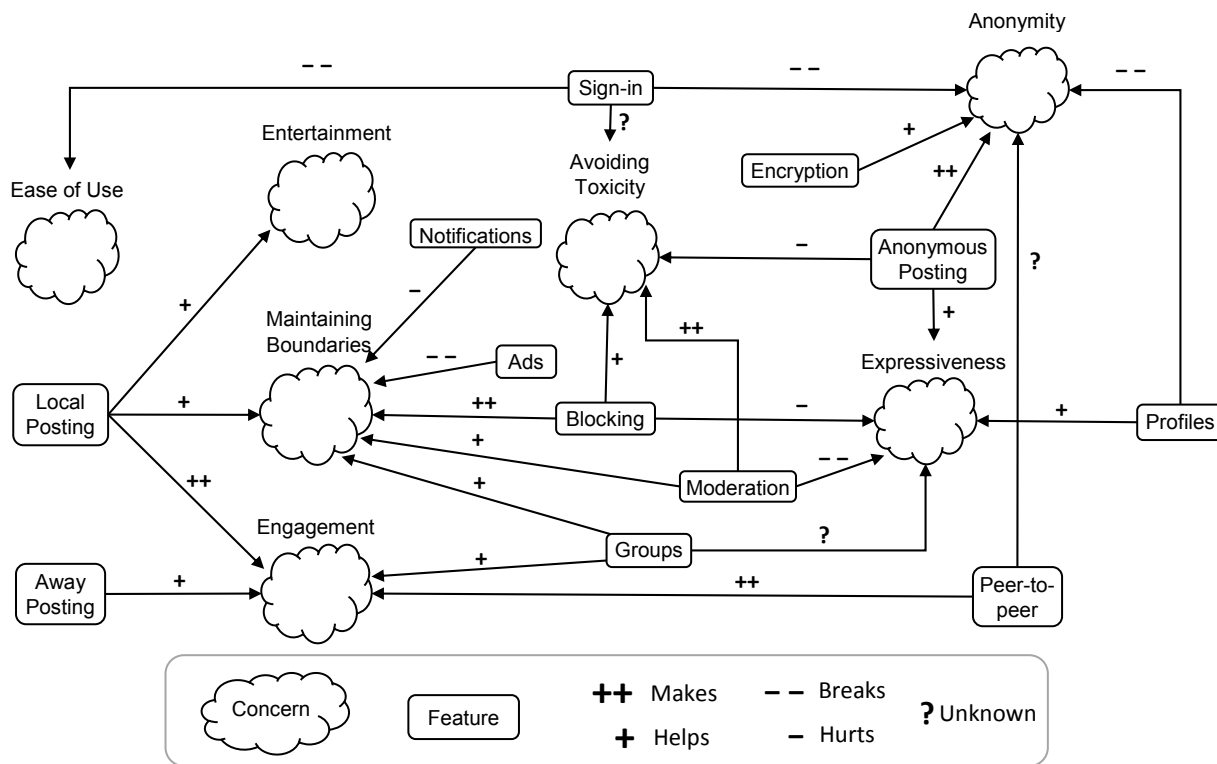 Anonymity
– –
– –
– –
Sign-in
?
+
Entertainment
Avoiding
Toxicity
Encryption
++
Ease of Use
Notifications
–
Anonymous
Posting
?
+
–
Maintaining
Boundaries
++
+
– –
Ads
+
Expressiveness
Local
Posting
+
++
Blocking
–
+
Profiles
+
– –
++
+
Moderation
Engagement
Groups
?
+
Away
Posting
+
++
Peer-to-
peer
Concern
Feature
++ Makes
– – Breaks
? Unknown
+ Helps
– Hurts